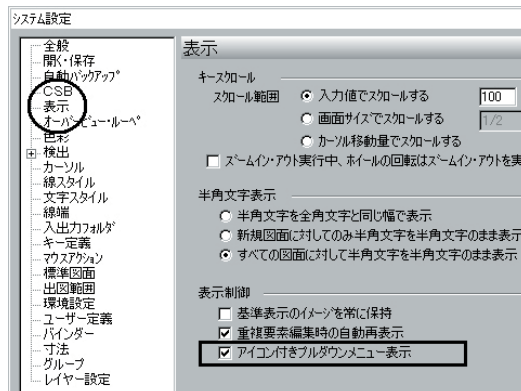 システム設定
全般
開く・保存
自動バックアップ
CSB
表示
オーバービュー・ルーペ
色彩
検出
カーソル
線スタイル
文字スタイル
線端
入出力フォルダ
キー定義
マウスアクション
標準図面
出図範囲
環境設定
ユーザー定義
バインダー
寸法
グループ
レイヤー設定
表示
キースクロール
スクロール範囲
入力値でスクロールする 100
画面サイズでスクロールする 1/2
カーソル移動量でスクロールする
ズームイン・アウト実行中、ホイールの回転はズームイン・アウトを実
半角文字表示
半角文字を全角文字と同じ幅で表示
新規図面に対してのみ半角文字を半角文字のまま表示
すべての図面に対して半角文字を半角文字のまま表示
表示制御
基準表示のイメージを常に保持
重複要素編集時の自動再表示
アイコン付きプルダウンメニュー表示